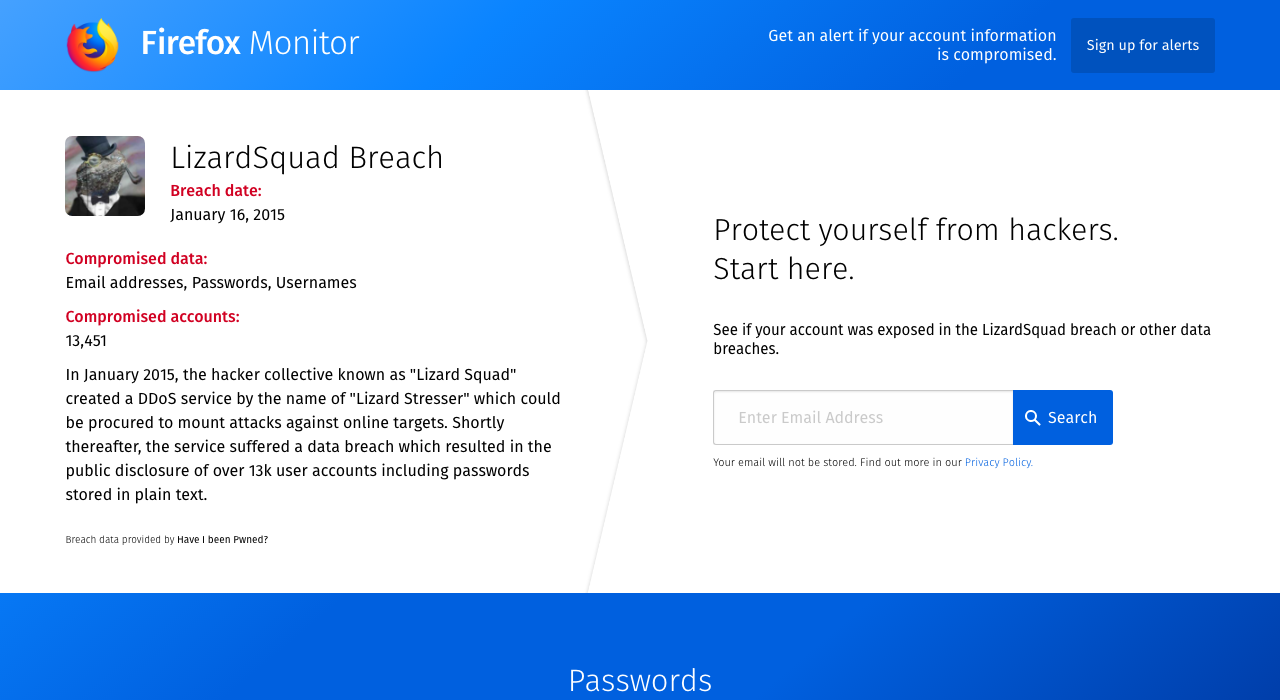 Firefox Monitor
Get an alert if your account information
is compromised.
Sign up for alerts
LizardSquad Breach
Breach date:
January 16, 2015
Compromised data:
Email addresses, Passwords, Usernames
Compromised accounts:
13,451
In January 2015, the hacker collective known as "Lizard Squad"
created a DDoS service by the name of "Lizard Stresser" which could
be procured to mount attacks against online targets. Shortly
thereafter, the service suffered a data breach which resulted in the
public disclosure of over 13k user accounts including passwords
stored in plain text.
Breach data provided by Have I been Pwned?
Protect yourself from hackers.
Start here.
See if your account was exposed in the LizardSquad breach or other data
breaches.
Enter Email Address
Search
Your email will not be stored. Find out more in our Privacy Policy.
Passwords